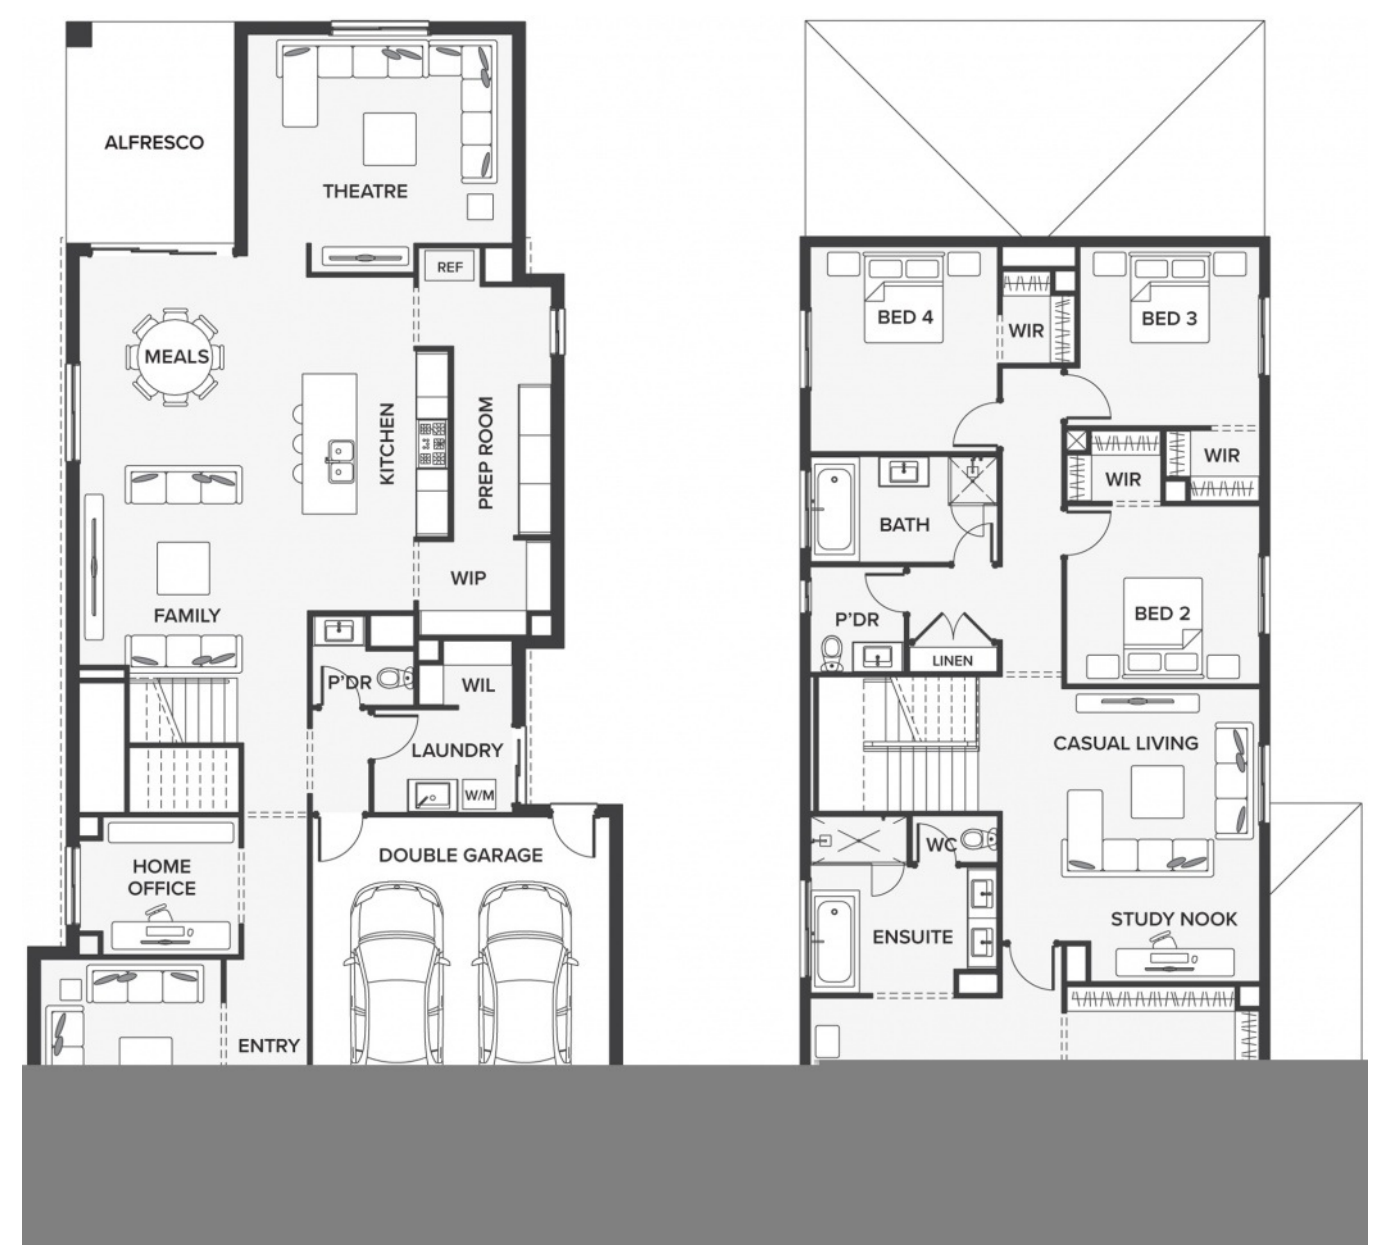 ALFRESCO
THEATRE
REF
MEALS
KITCHEN
PREP ROOM
WIP
FAMILY
P'DR
WIL
LAUNDRY
W/M
HOME
OFFICE
DOUBLE GARAGE
ENTRY
BED 4
WIR
BED 3
WIR
WIR
BATH
P'DR
BED 2
LINEN
CASUAL LIVING
WC
STUDY NOOK
ENSUITE